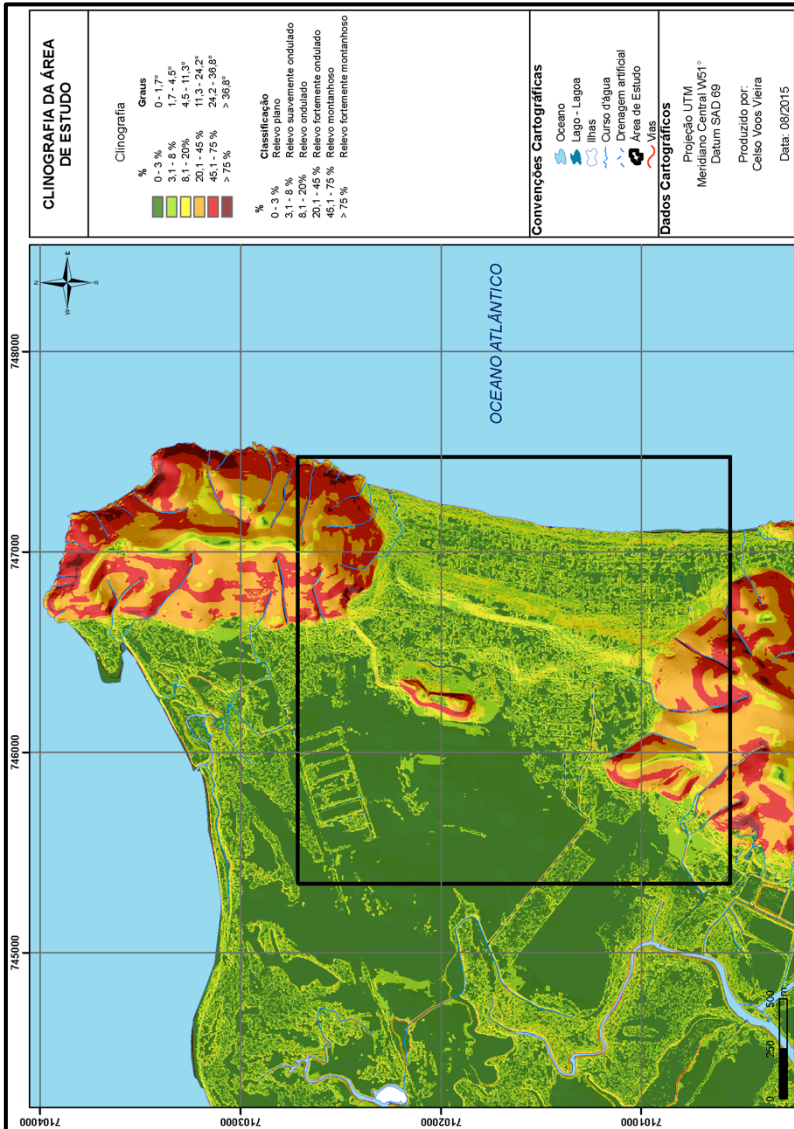 CLINOGRAFIA DA ÁREA
DE ESTUDO
Clinografia
% Graus
0 - 3 % 0 - 1,7°
3,1 - 8 % 1,7 - 4,5°
8,1 - 20% 4,5 - 11,3°
20,1 - 45 % 11,3 - 24,2°
45,1 - 75 % 24,2 - 36,8°
> 75 % > 36,8°
% Classificação
0 - 3 % Relevo plano
3,1 - 8 % Relevo suavemente ondulado
8,1 - 20% Relevo ondulado
20,1 - 45 % Relevo fortemente ondulado
45,1 - 75 % Relevo montanhoso
> 75 % Relevo fortemente montanhoso
Convenções Cartográficas
Oceano
Lago - Lagoa
Ilhas
Curso d'água
Drenagem artificial
Área de Estudo
Vias
Dados Cartográficos
Projeção UTM
Meridiano Central W51°
Datum SAD 69
Produzido por:
Celso Voos Vieira
Data: 08/2015
745000
746000
747000
748000
7104000
7103000
7102000
7101000
N
E
S
W
OCEANO ATLÂNTICO
0 250 500
m